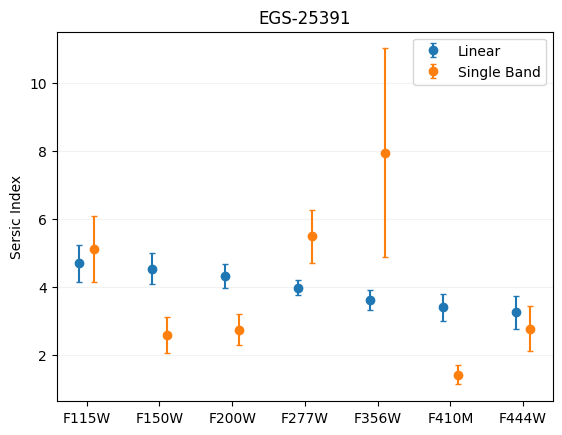 EGS-25391
Linear
Single Band
Sersic Index
10
8
6
4
2
F115W F150W F200W F277W F356W F410M F444W